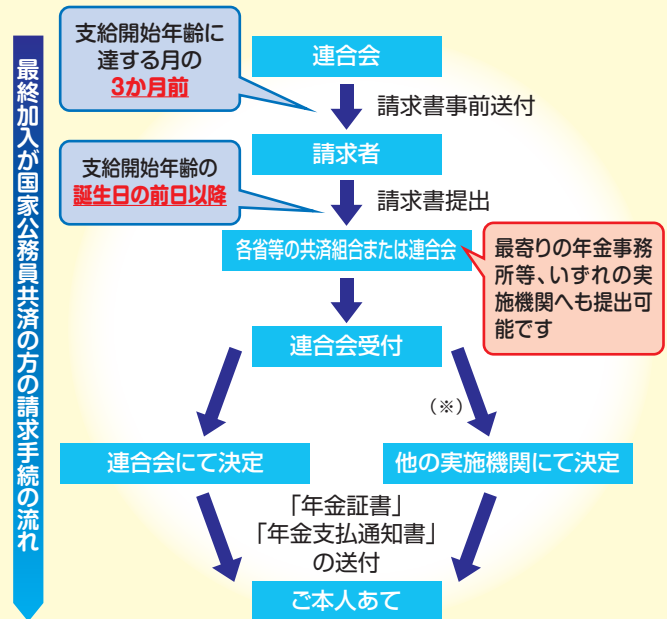 最終加入が国家公務員共済の方の請求手続の流れ
支給開始年齢に
達する月の
3か月前
連合会
請求書事前送付
請求者
支給開始年齢の
誕生日の前日以降
請求書提出
各省等の共済組合または連合会
最寄りの年金事務
所等、いずれの実
施機関へも提出可
能です
連合会受付
（※）
連合会にて決定
他の実施機関にて決定
「年金証書」
「年金支払通知書」
の送付
ご本人あて